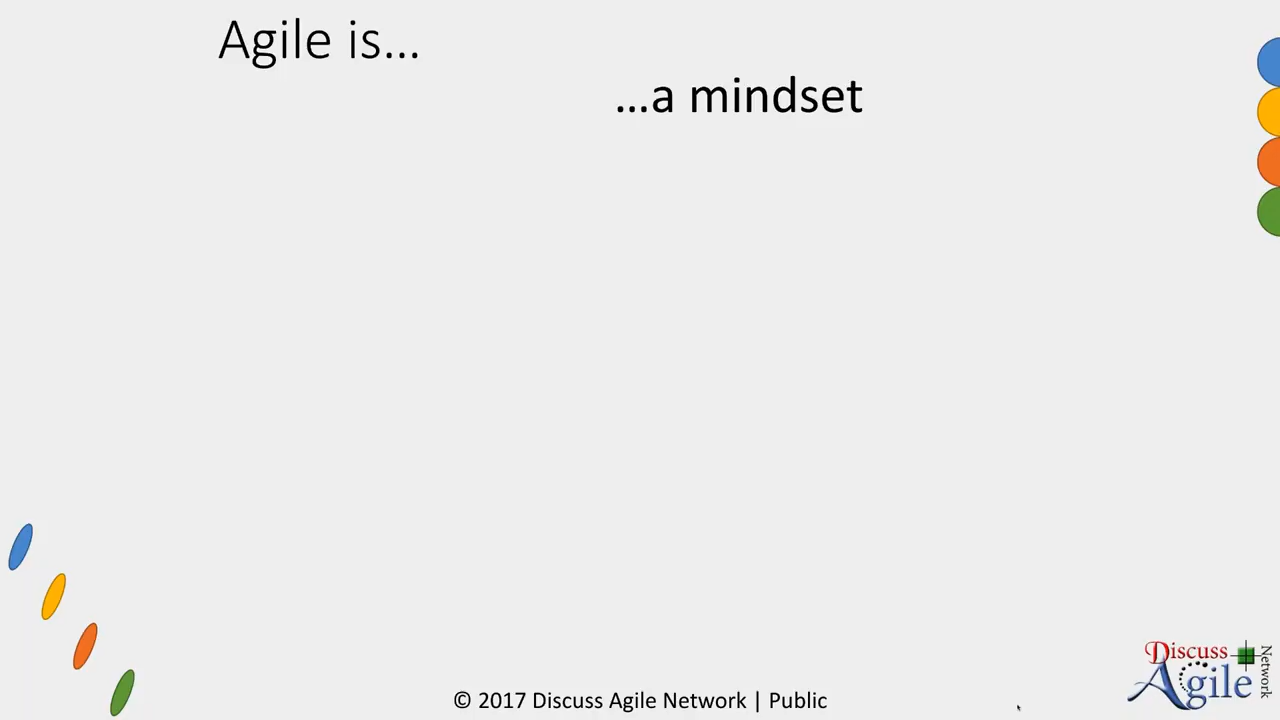 Agile is...
...a mindset
© 2017 Discuss Agile Network | Public
Discuss
Agile
Network